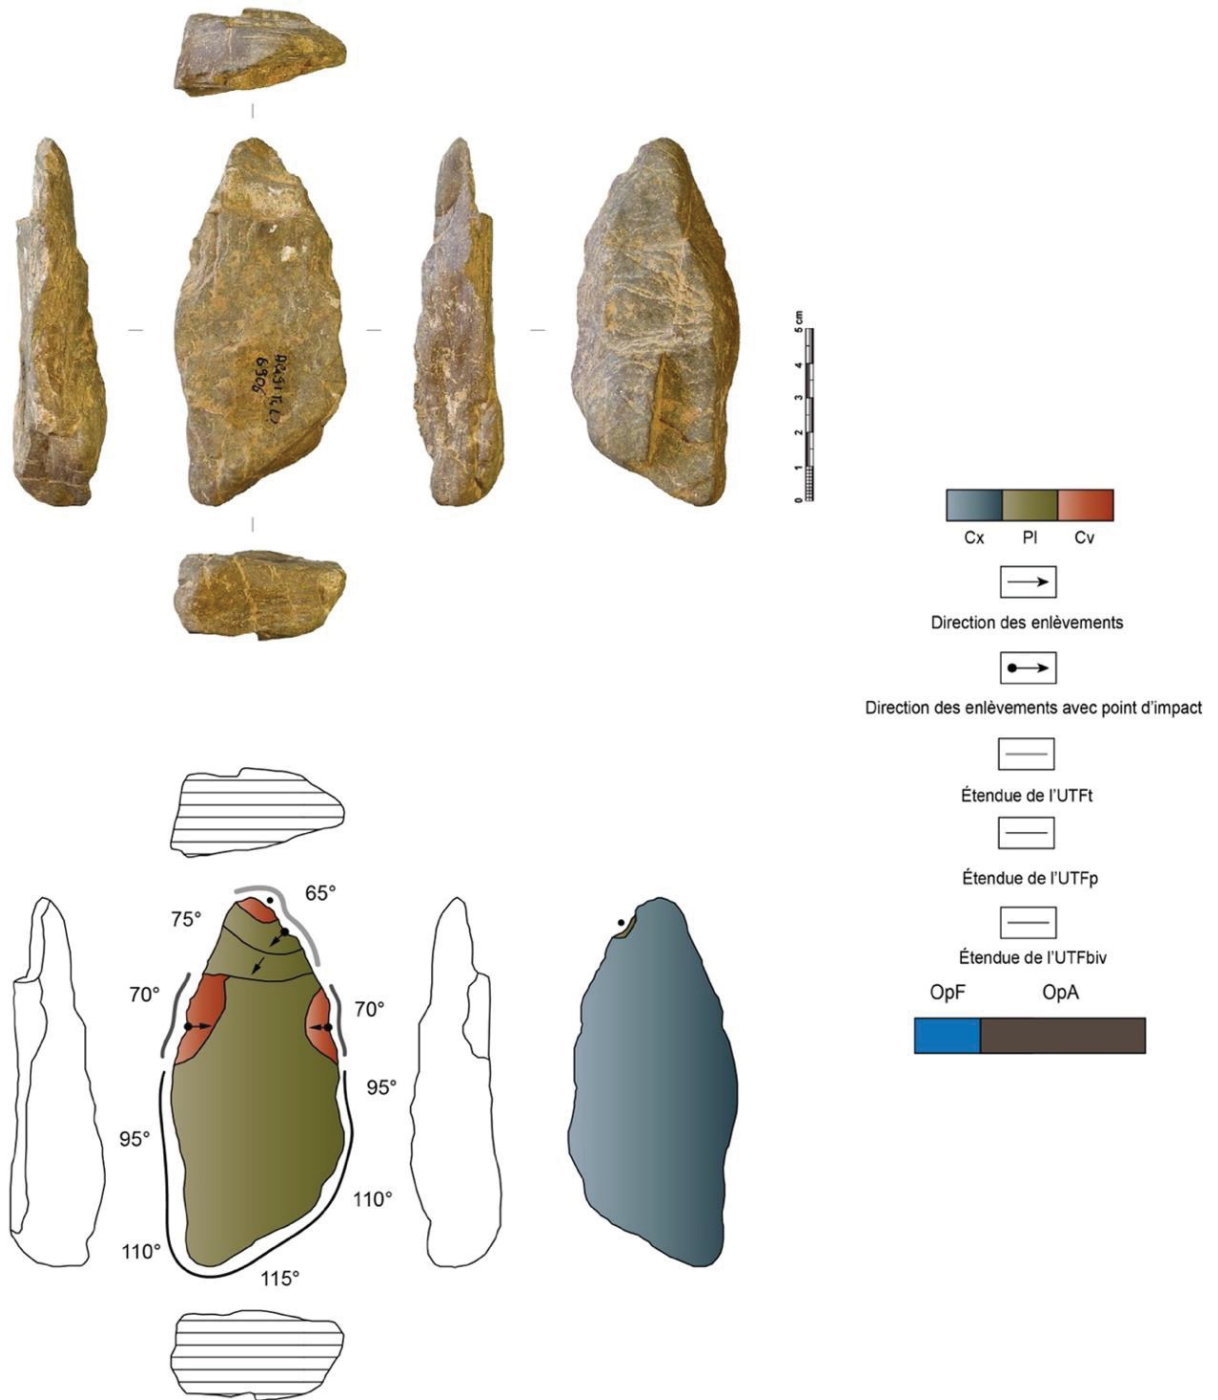 6906
5 cm
4
3
2
1
0
Cx Pl Cv
Direction des enlèvements
Direction des enlèvements avec point d'impact
Étendue de l'UTFt
Étendue de l'UTFp
Étendue de l'UTFbiv
OpF OpA
65°
75°
70°
70°
95°
95°
110°
110°
115°